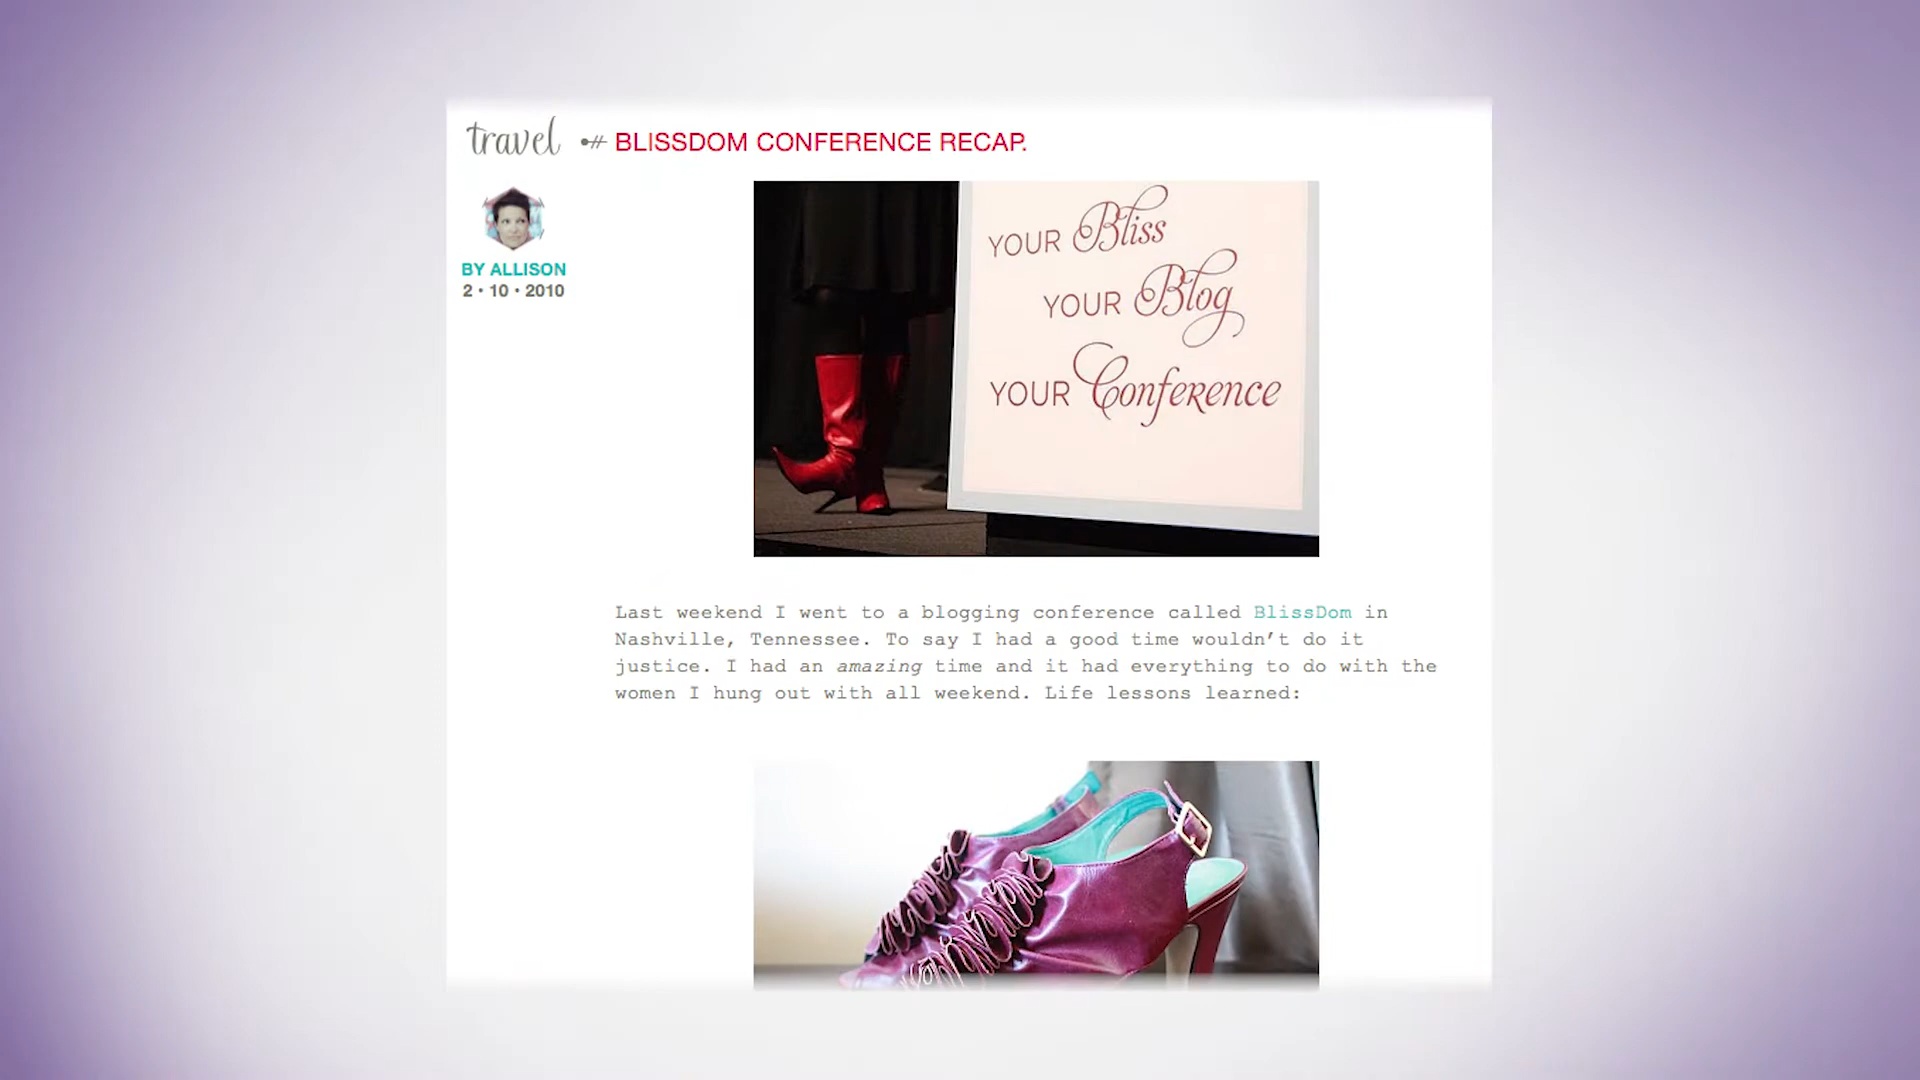 travel
BLISSDOM CONFERENCE RECAP.
BY ALLISON
2 • 10 • 2010
YOUR Bliss
YOUR Blog
YOUR Conference
Last weekend I went to a blogging conference called BlissDom in
Nashville, Tennessee. To say I had a good time wouldn’t do it
justice. I had an amazing time and it had everything to do with the
women I hung out with all weekend. Life lessons learned: